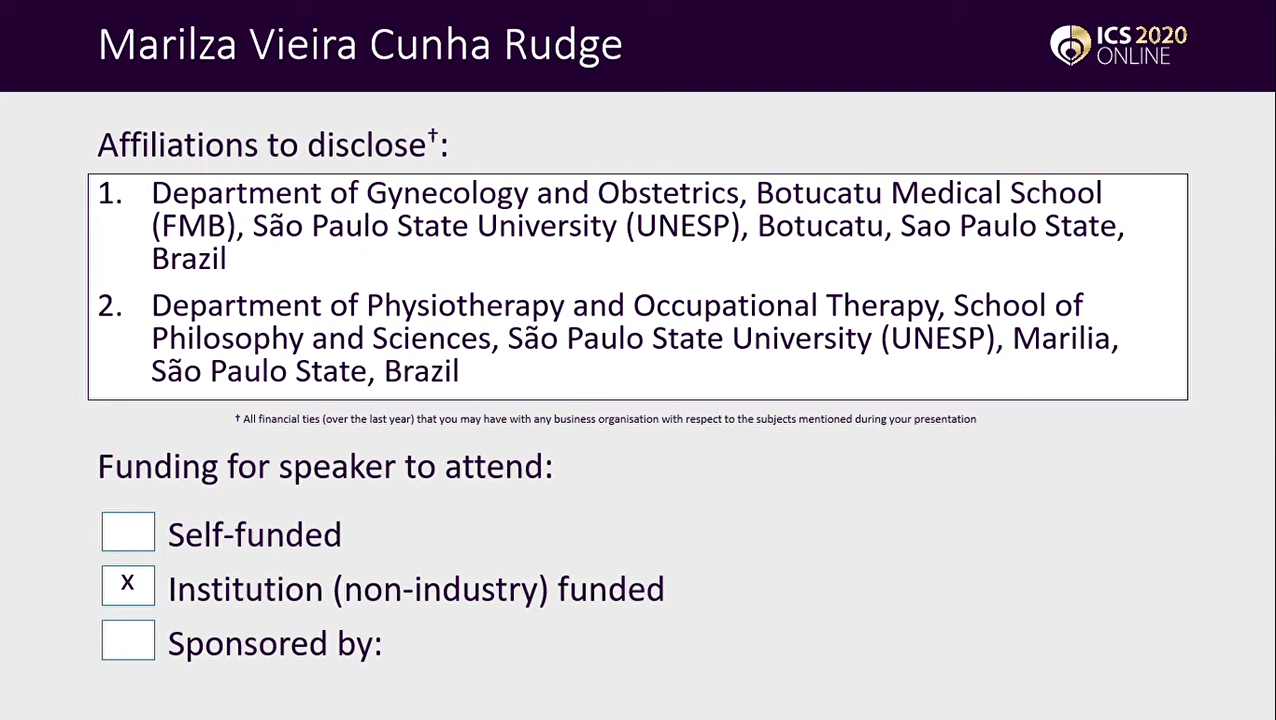 Marilza Vieira Cunha Rudge
ICS 2020
ONLINE
Affiliations to disclose†:
1. Department of Gynecology and Obstetrics, Botucatu Medical School
(FMB), São Paulo State University (UNESP), Botucatu, Sao Paulo State,
Brazil
2. Department of Physiotherapy and Occupational Therapy, School of
Philosophy and Sciences, São Paulo State University (UNESP), Marilia,
São Paulo State, Brazil
† All financial ties (over the last year) that you may have with any business organisation with respect to the subjects mentioned during your presentation
Funding for speaker to attend:
Self-funded
x Institution (non-industry) funded
Sponsored by: